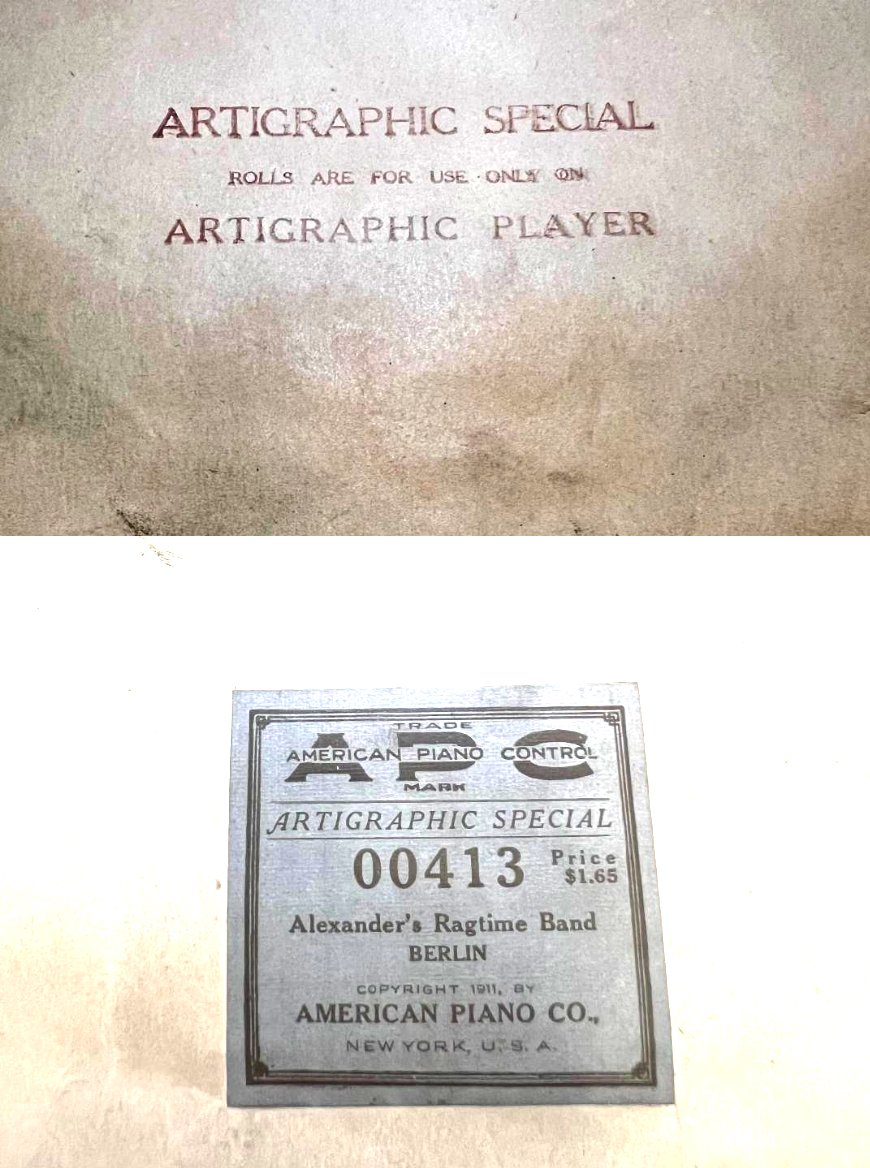 ARTIGRAPHIC SPECIAL
ROLLS ARE FOR USE ONLY ON
ARTIGRAPHIC PLAYER
TRADE
APC
AMERICAN PIANO CONTROL
MARK
ARTIGRAPHIC SPECIAL
00413 Price
$1.65
Alexander's Ragtime Band
BERLIN
COPYRIGHT 1911, BY
AMERICAN PIANO CO.,
NEW YORK, U. S. A.